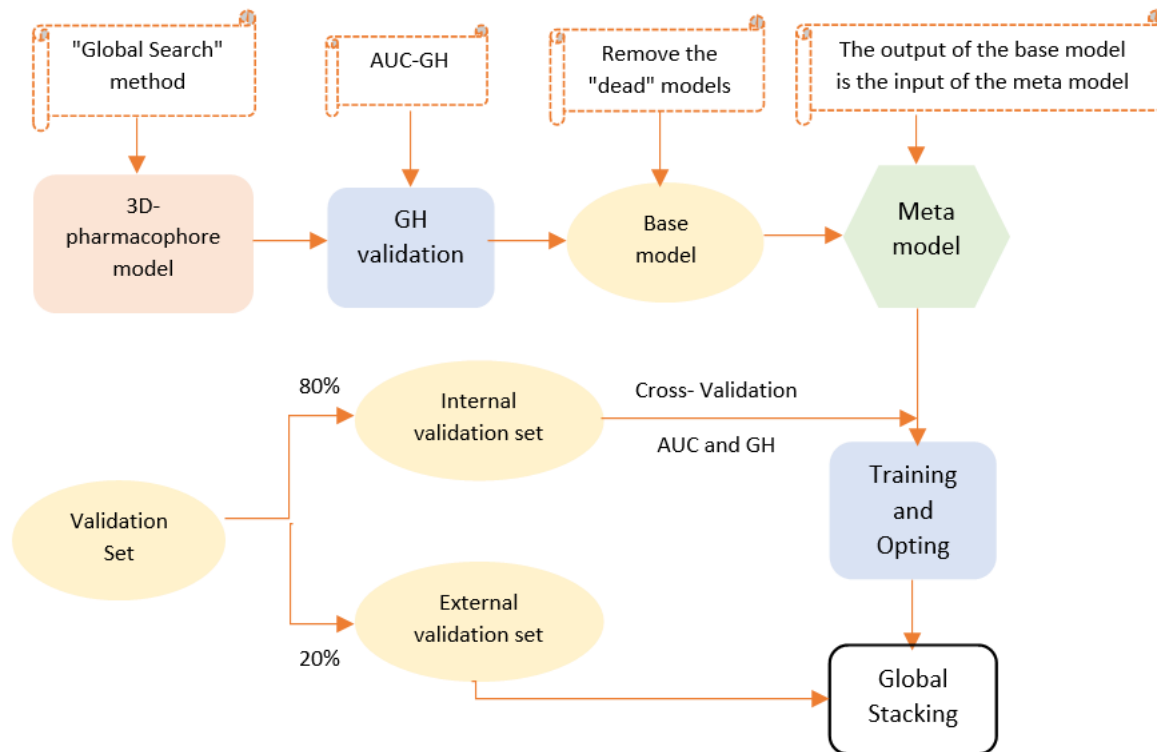 "Global Search"
method
AUC-GH
Remove the
"dead" models
The output of the base model
is the input of the meta model
3D-
pharmacophore
model
GH
validation
Base
model
Meta
model
80%
Internal
validation set
Cross- Validation
AUC and GH
Validation
Set
Training
and
Opting
External
validation set
20%
Global
Stacking